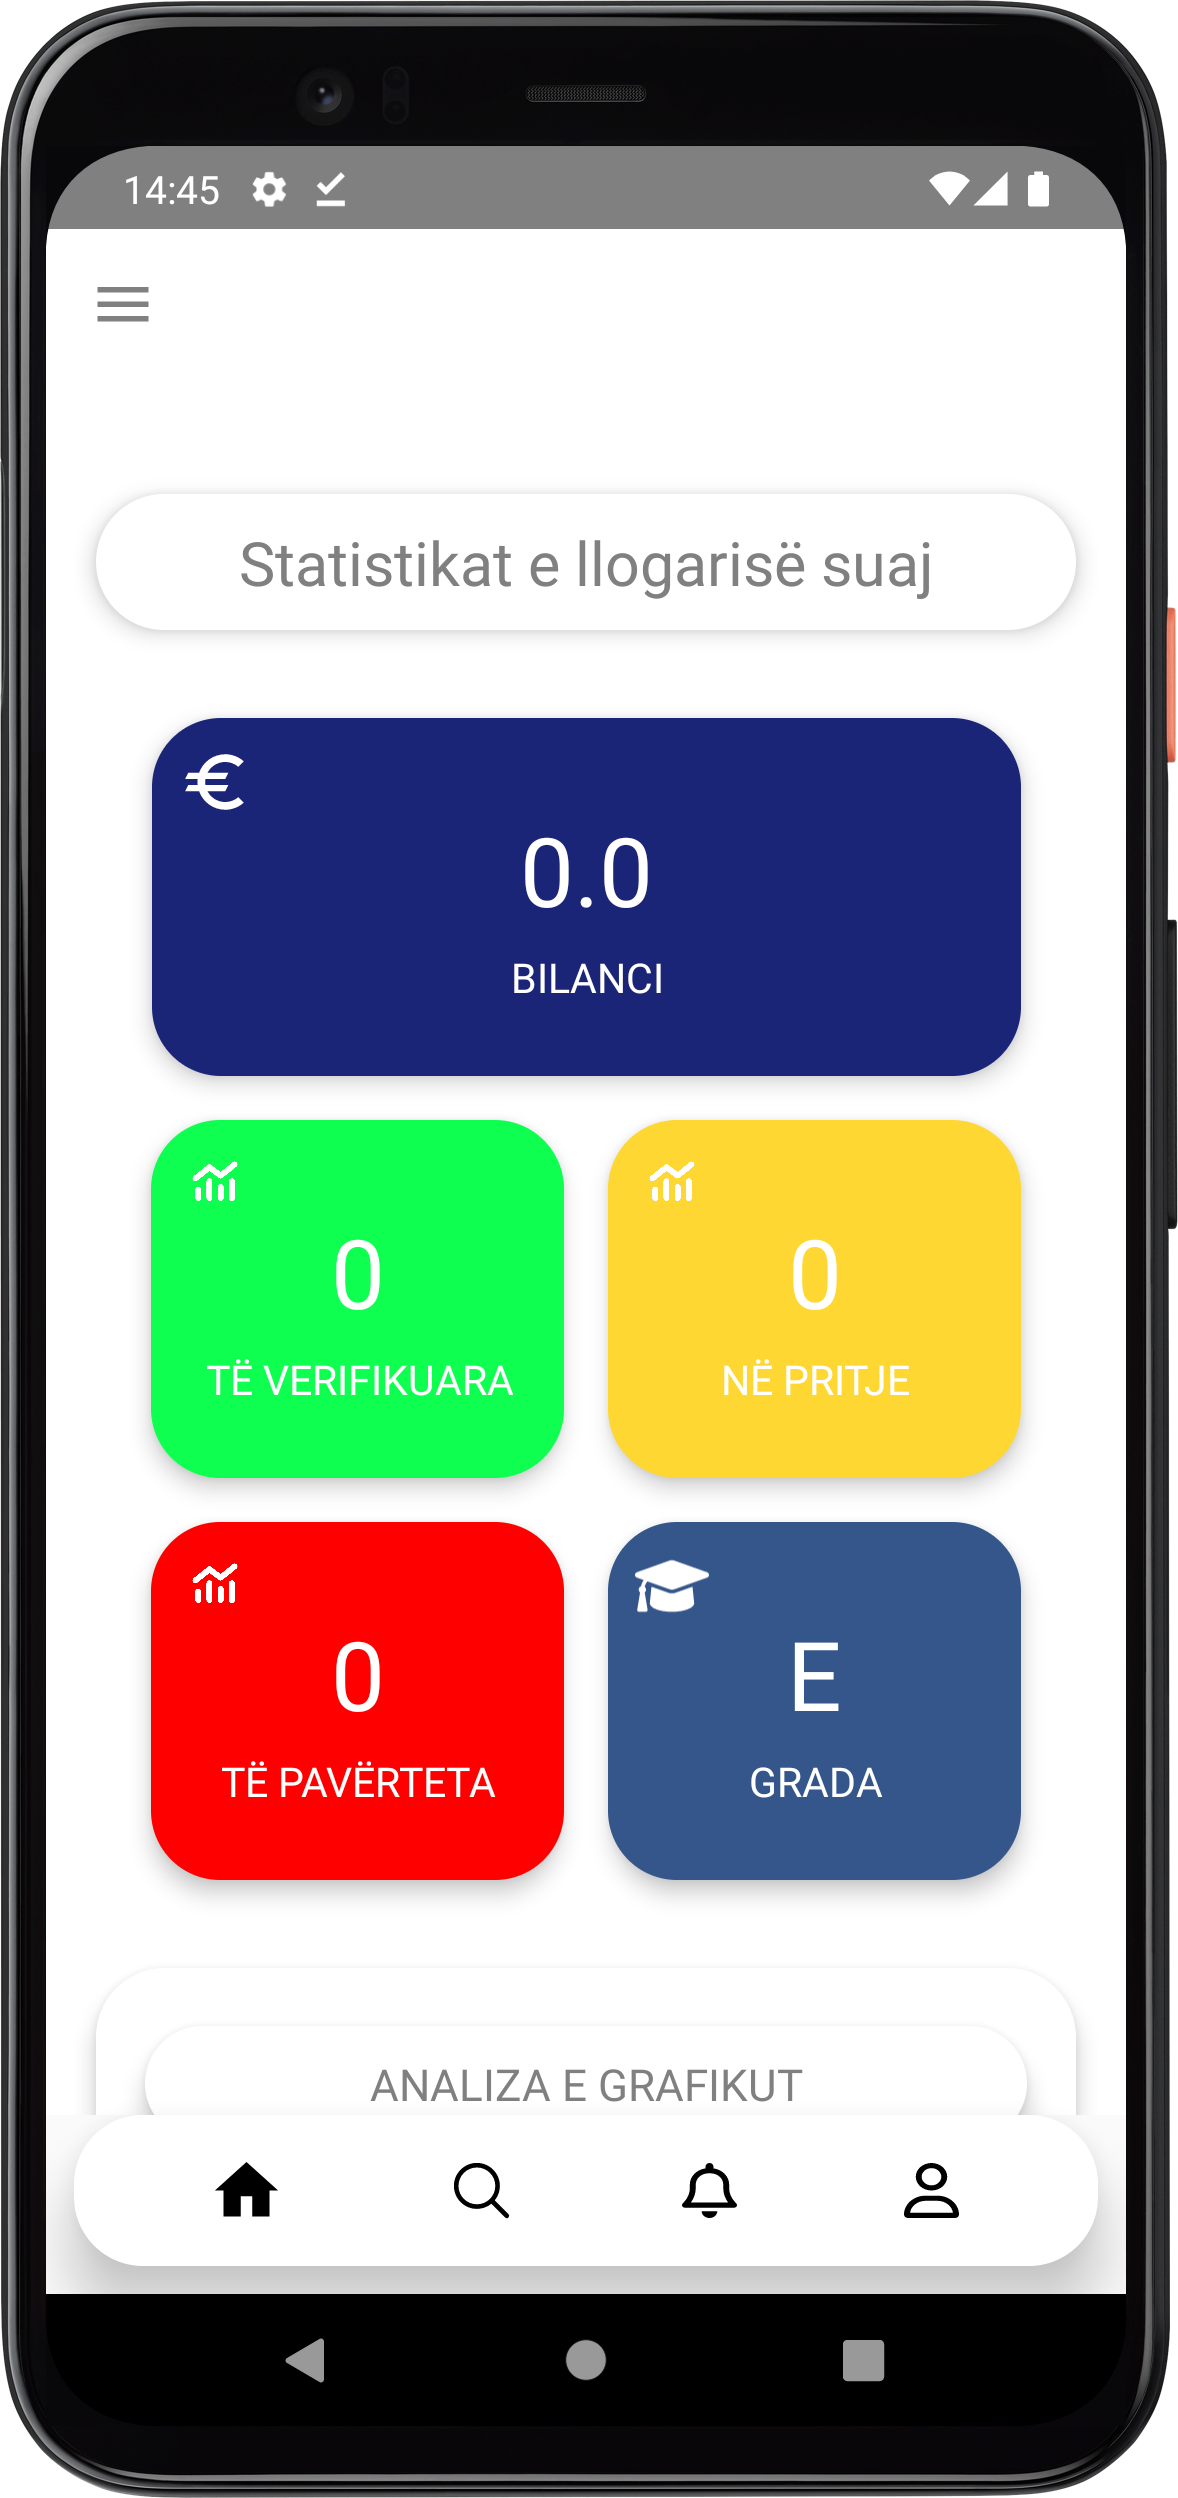 14:45
Statistikat e llogarisë suaj
€
0.0
BILANCI
0
TË VERIFIKUARA
0
NË PRITJE
0
TË PAVËRTETA
E
GRADA
ANALIZA E GRAFIKUT